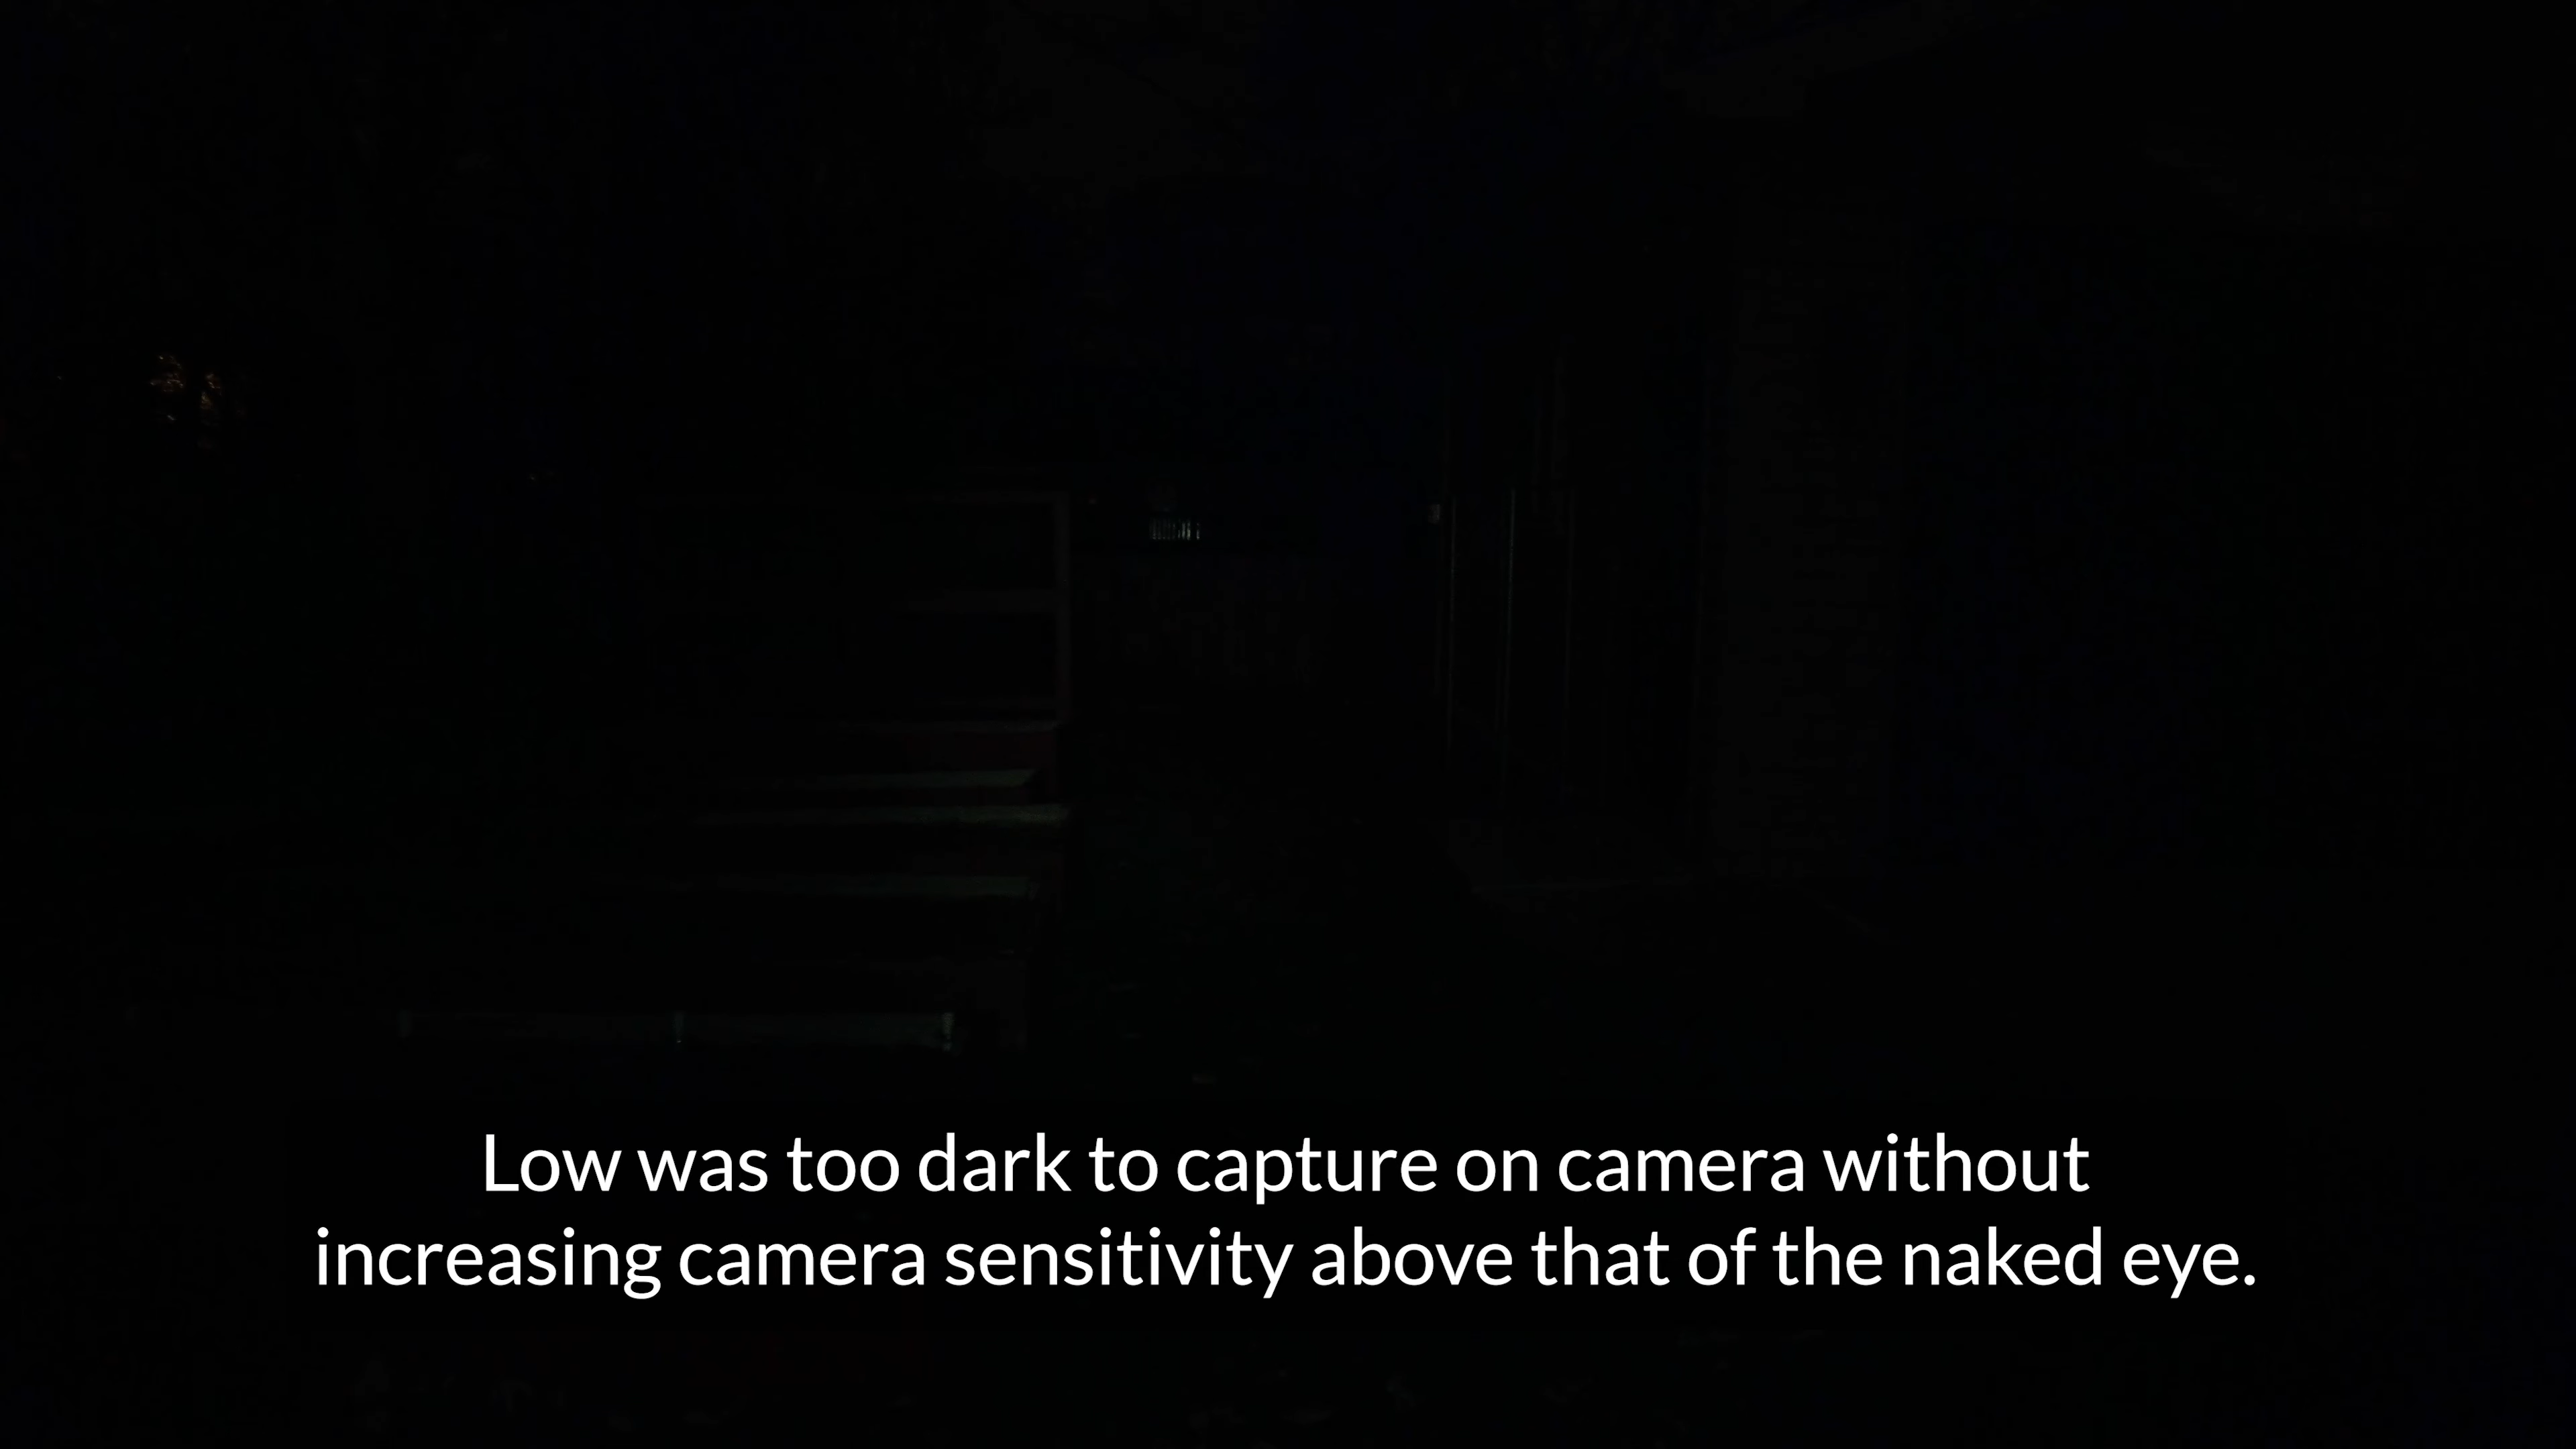 Low was too dark to capture on camera without
increasing camera sensitivity above that of the naked eye.